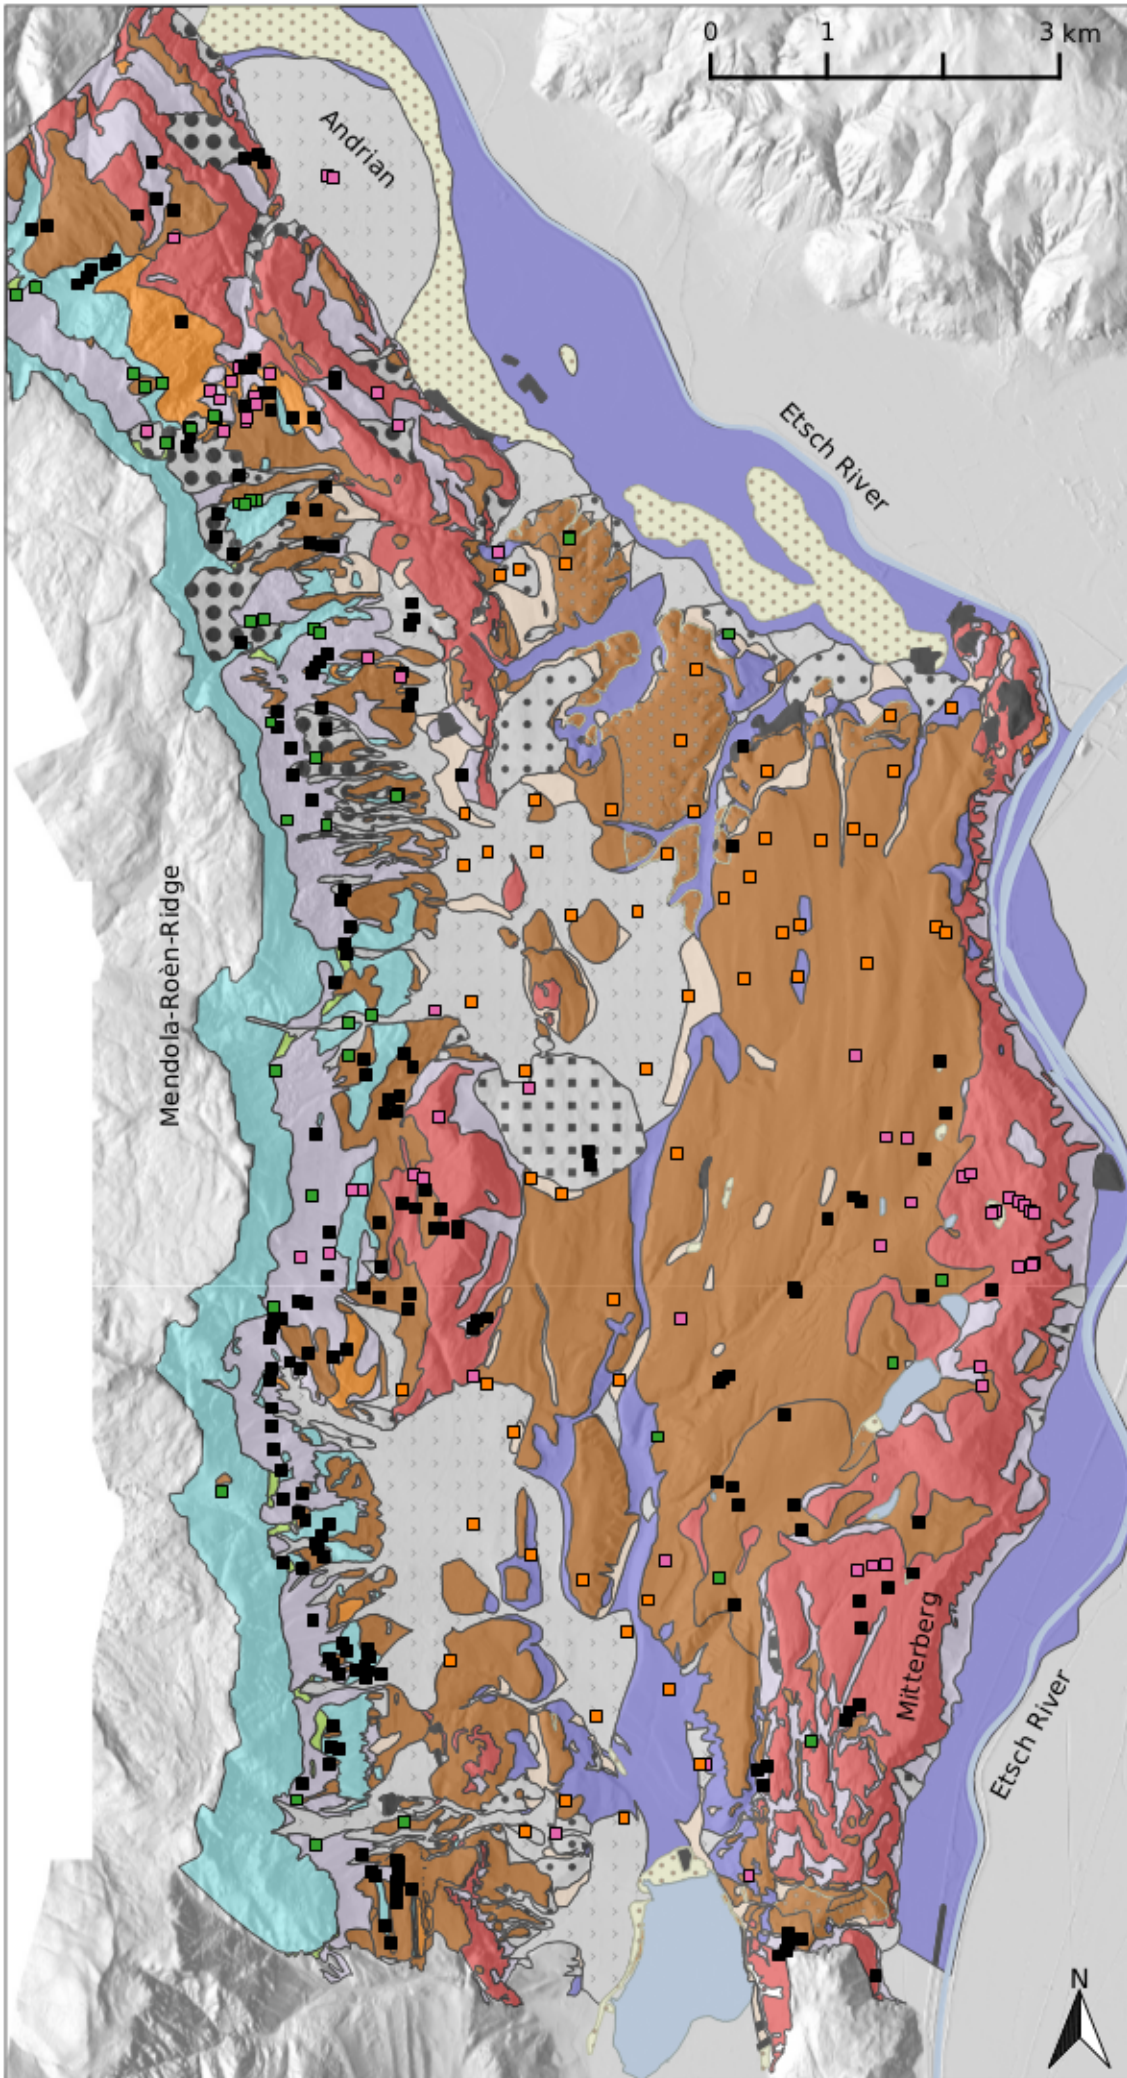 0 1 3 km
Andrian
Etsch River
Mendola-Roèn-Ridge
Mitterberg
Etsch River
N